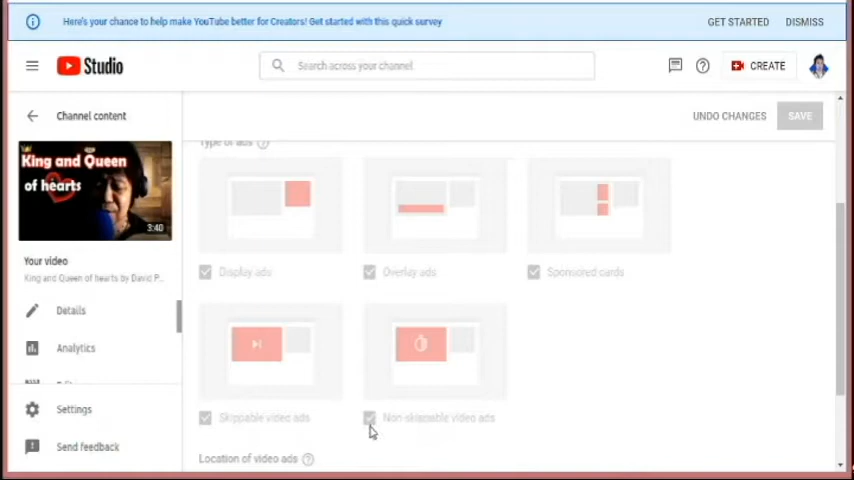 Here's your chance to help make YouTube better for Creators! Get started with this quick survey
GET STARTED
DISMISS
Studio
Search across your channel
CREATE
Channel content
UNDO CHANGES
SAVE
King and Queen
of hearts
3:40
Type of ads
Display ads
Overlay ads
Sponsored cards
Your video
King and Queen of hearts by David P...
Details
Analytics
Skippable video ads
Non-skippable video ads
Settings
Send feedback
Location of video ads